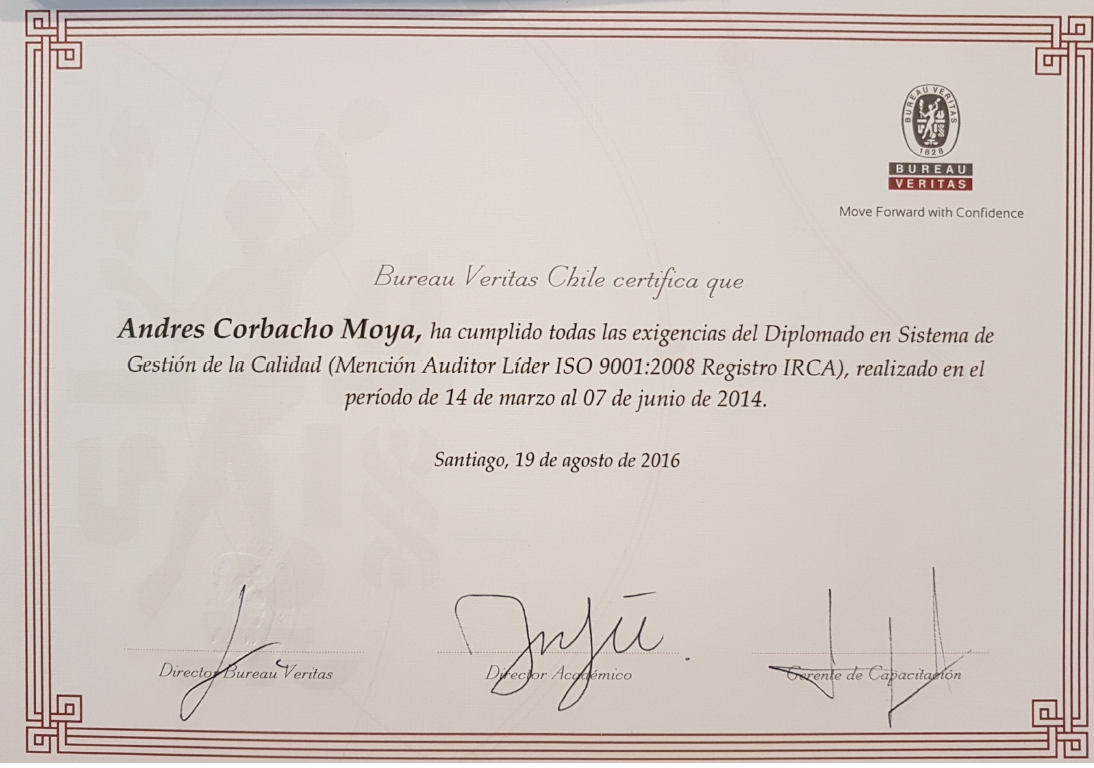 BUREAU VERITAS
1828
BUREAU
VERITAS
Move Forward with Confidence
Bureau Veritas Chile certifica que
Andres Corbacho Moya, ha cumplido todas las exigencias del Diplomado en Sistema de
Gestión de la Calidad (Mención Auditor Líder ISO 9001:2008 Registro IRCA), realizado en el
período de 14 de marzo al 07 de junio de 2014.
Santiago, 19 de agosto de 2016
Director Bureau Veritas
Director Académico
Gerente de Capacitación